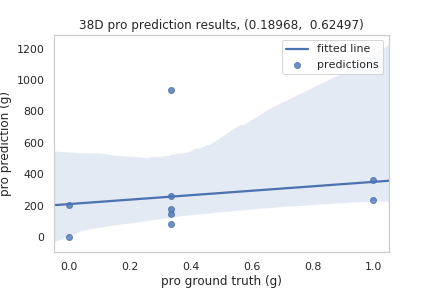 38D pro prediction results, (0.18968,  0.62497)
fitted line
predictions
pro prediction (g)
1200
1000
800
600
400
200
0
0.0 0.2 0.4 0.6 0.8 1.0
pro ground truth (g)